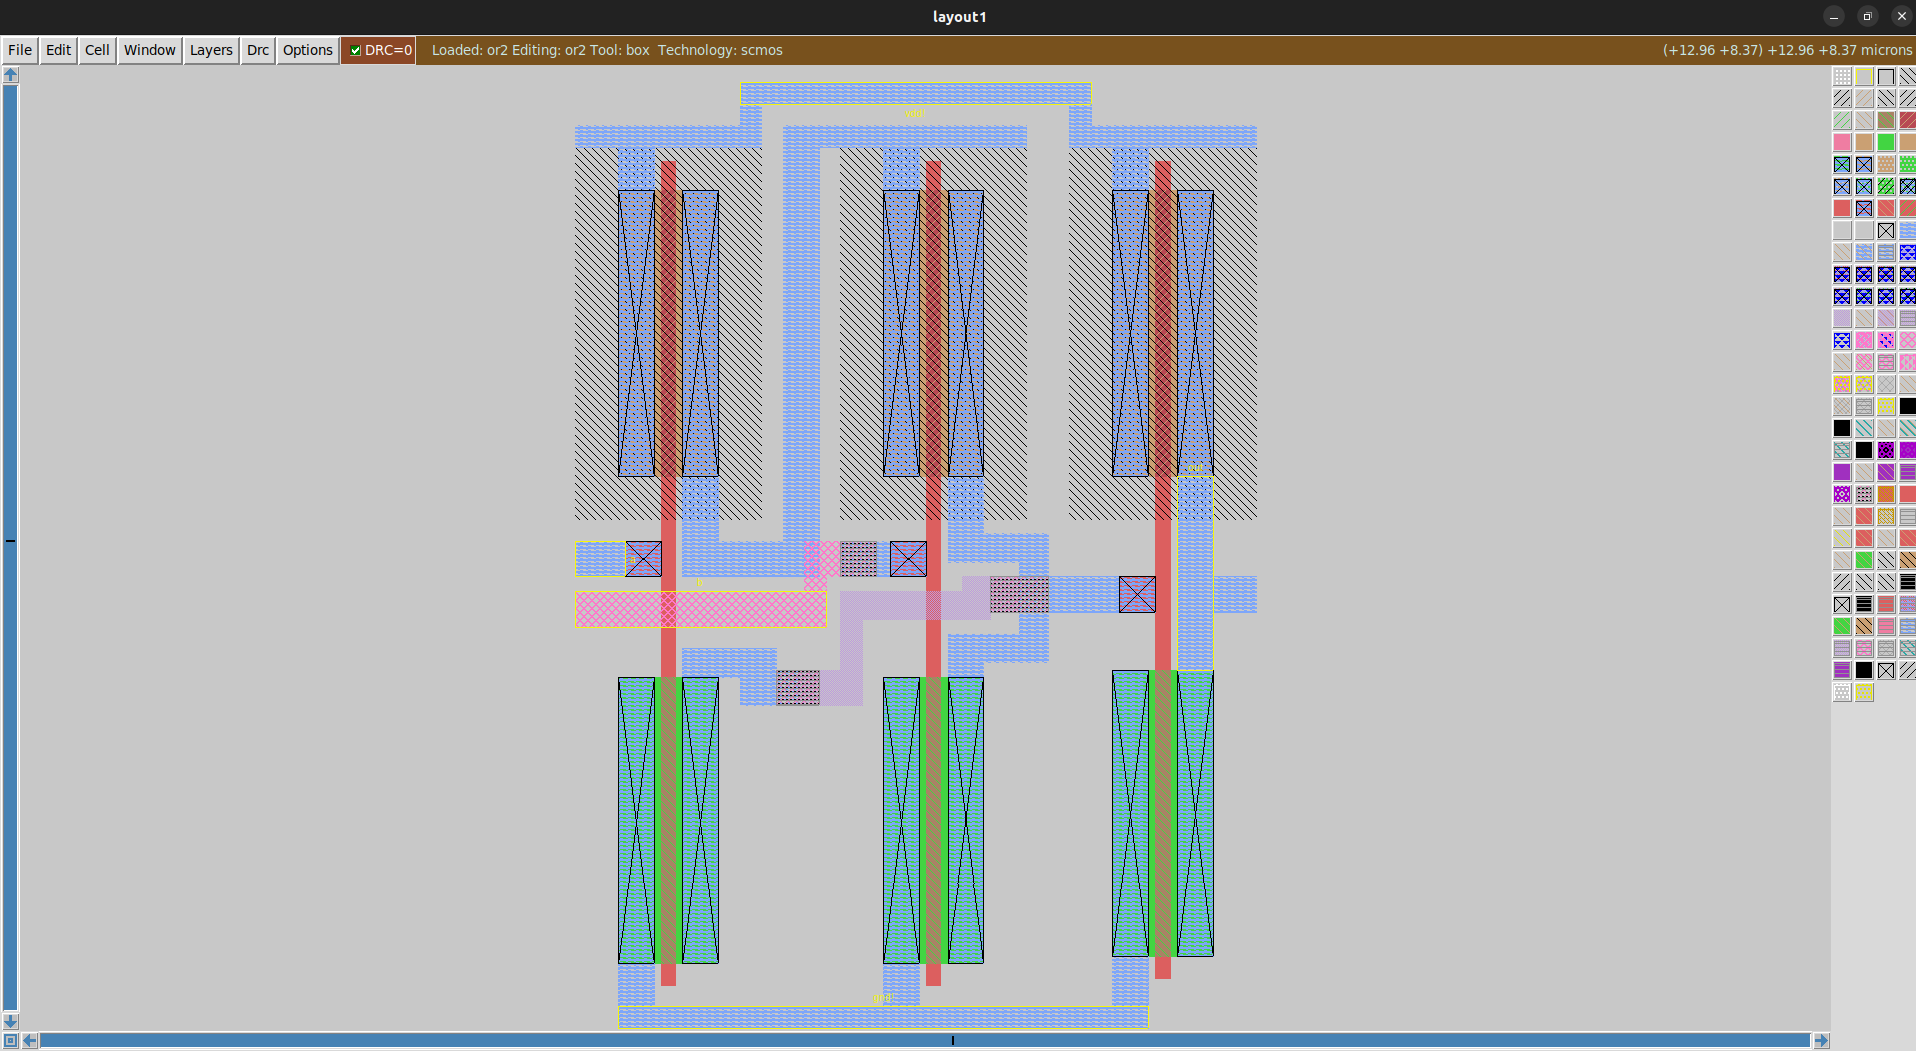 layout1
File Edit Cell Window Layers Drc Options DRC=0 Loaded: or2 Editing: or2 Tool: box Technology: scmos (+12.96 +8.37) +12.96 +8.37 microns
vdd!
out
gnd!